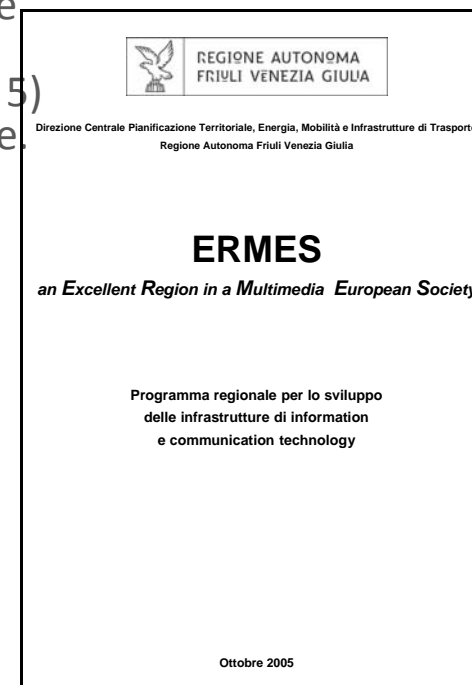 e
5)
e.
REGIONE AUTONOMA
FRIULI VENEZIA GIULIA
Direzione Centrale Pianificazione Territoriale, Energia, Mobilità e Infrastrutture di Trasporto
Regione Autonoma Friuli Venezia Giulia
ERMES
an Excellent Region in a Multimedia European Society
Programma regionale per lo sviluppo
delle infrastrutture di information
e communication technology
Ottobre 2005